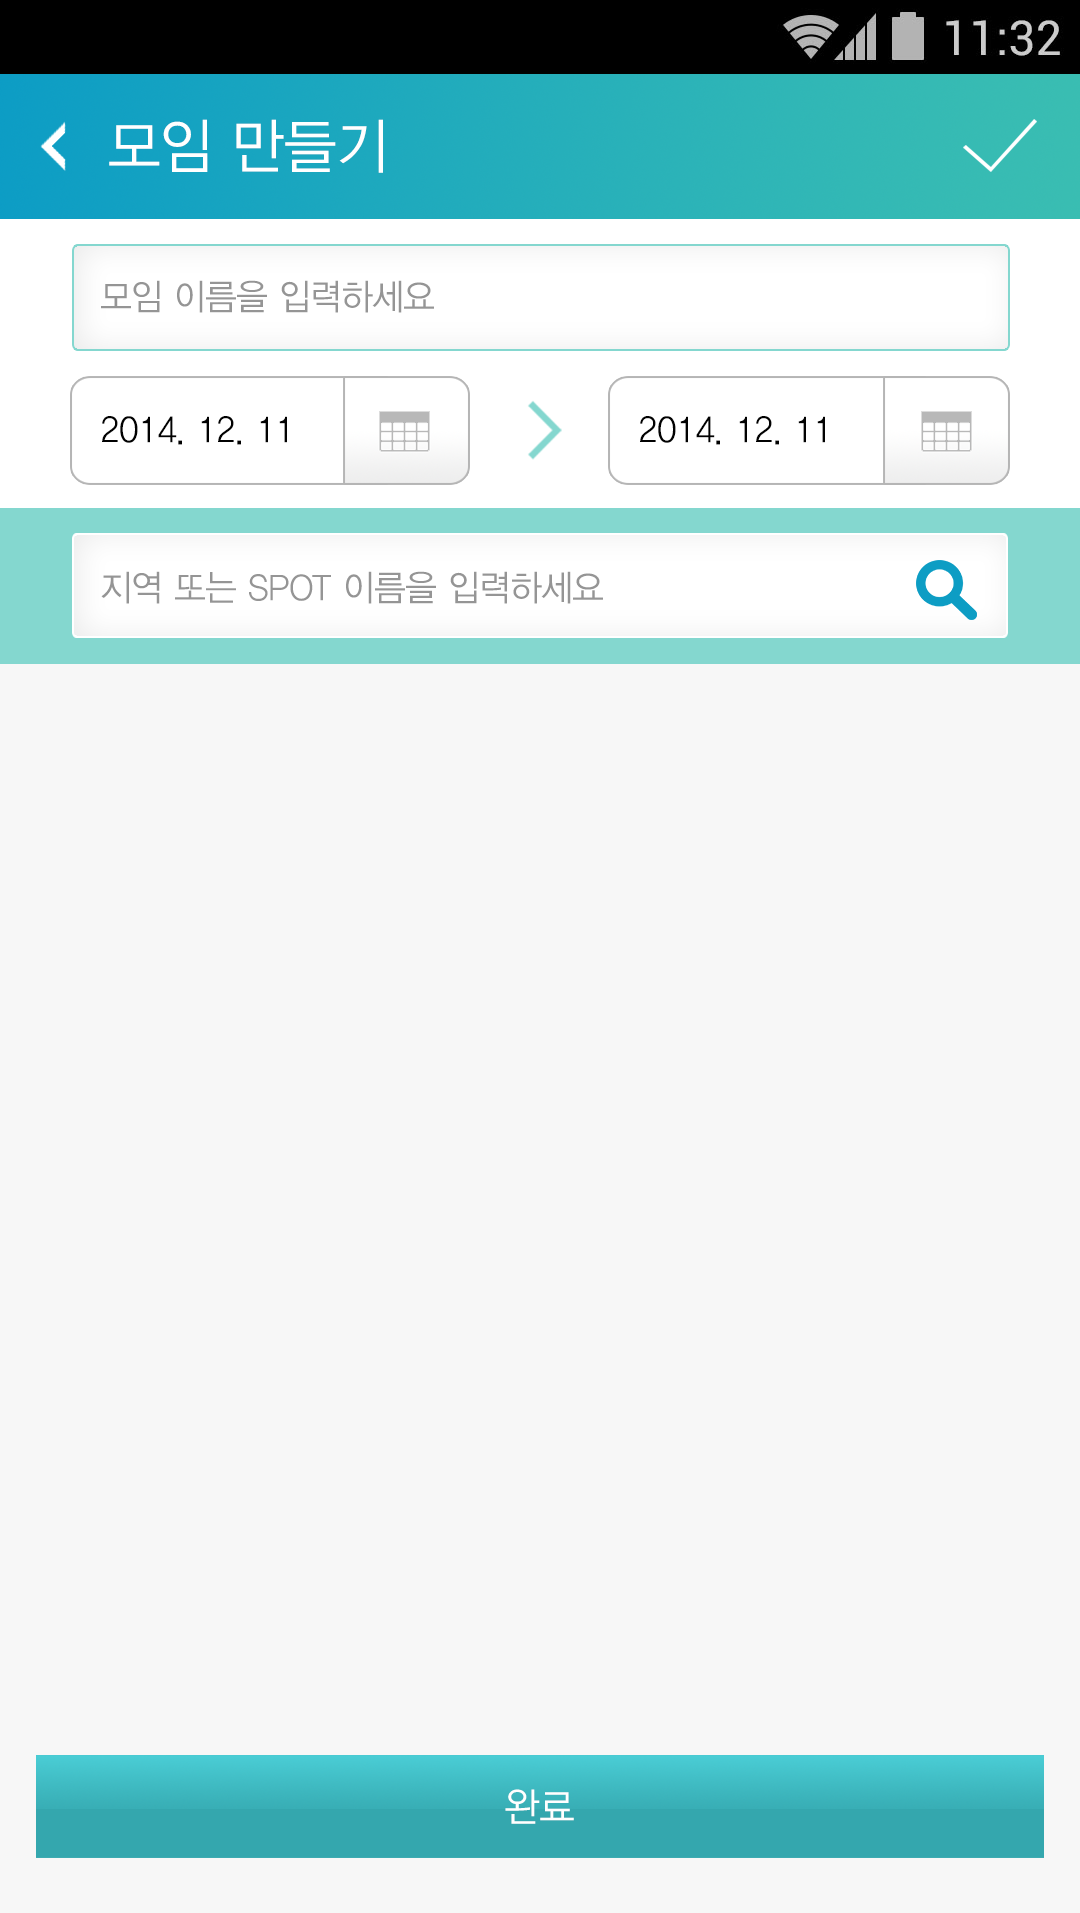 11:32
모임 만들기
모임 이름을 입력하세요
2014. 12. 11 2014. 12. 11
지역 또는 SPOT 이름을 입력하세요
완료